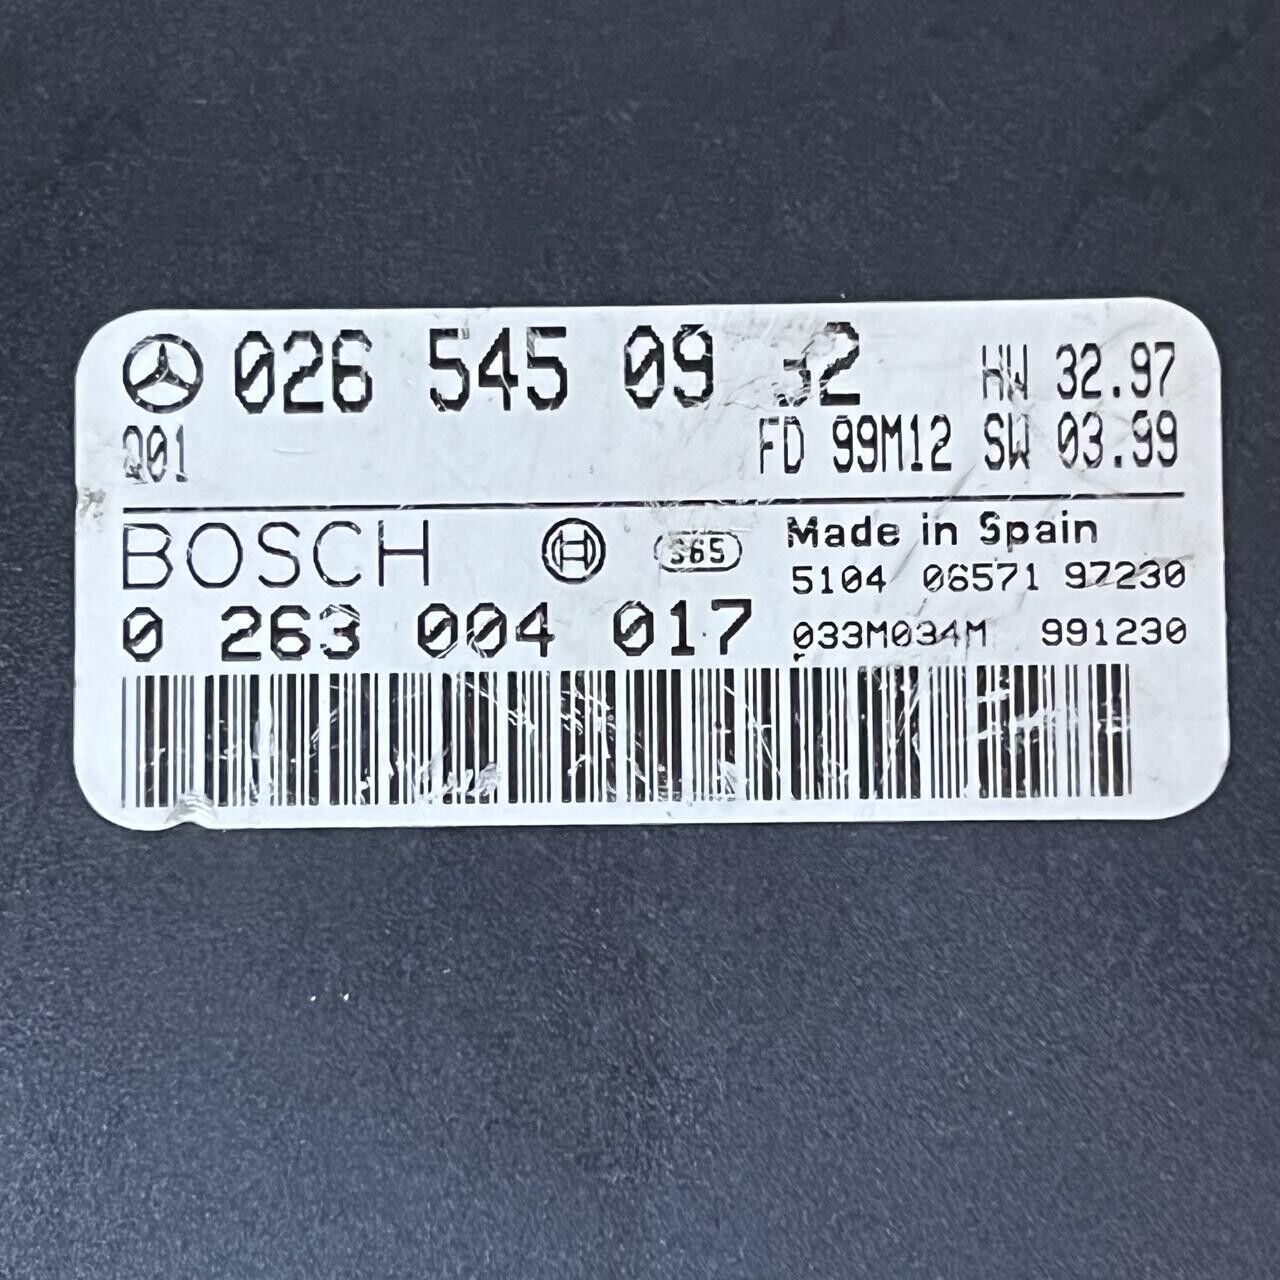 026 545 09 32 HW 32.97
Q01 FD 99M12 SW 03.99
BOSCH S65 Made in Spain
5104 06571 97230
0 263 004 017 033M034M 991230